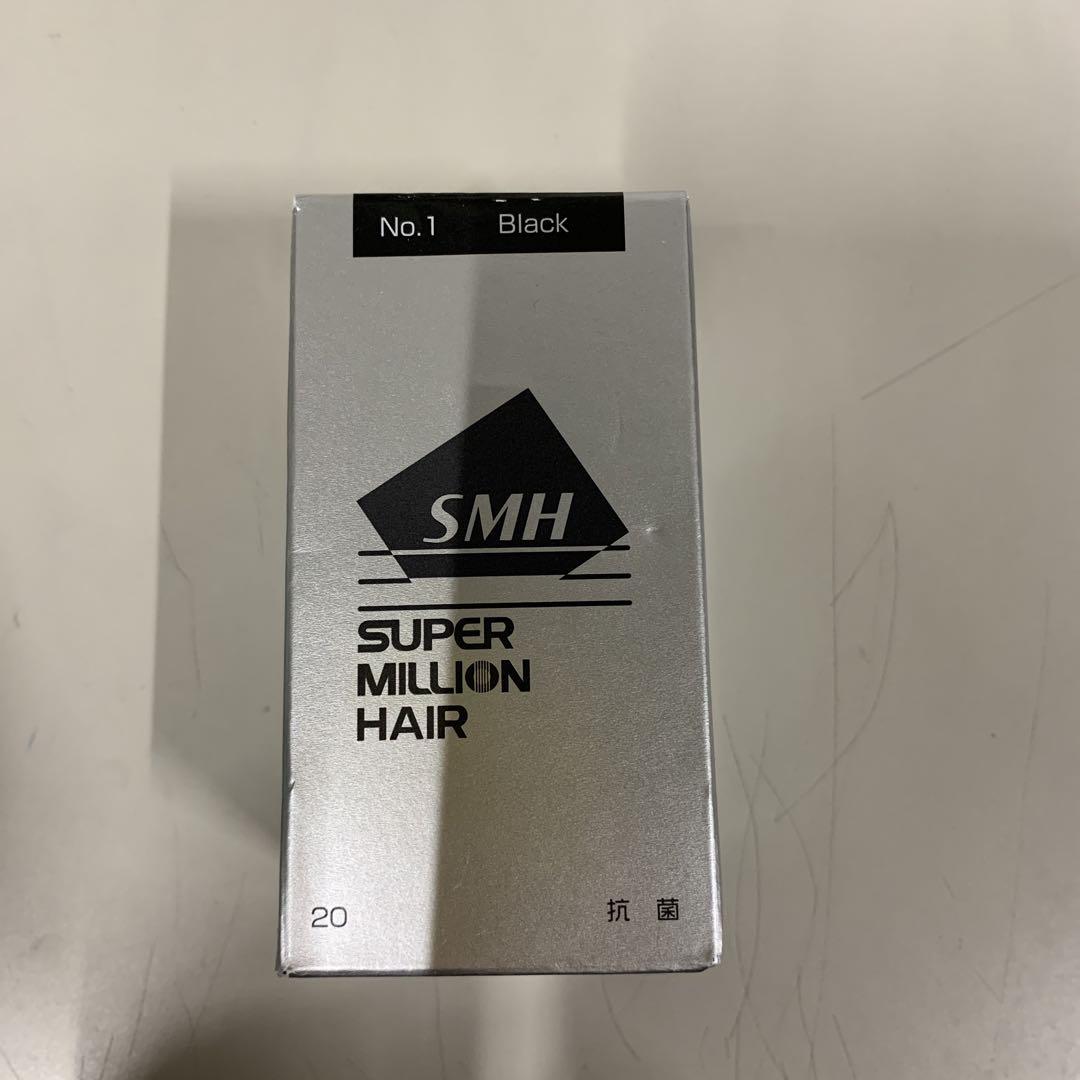 No.1 Black
SMH
SUPER
MILLION
HAIR
20 抗菌